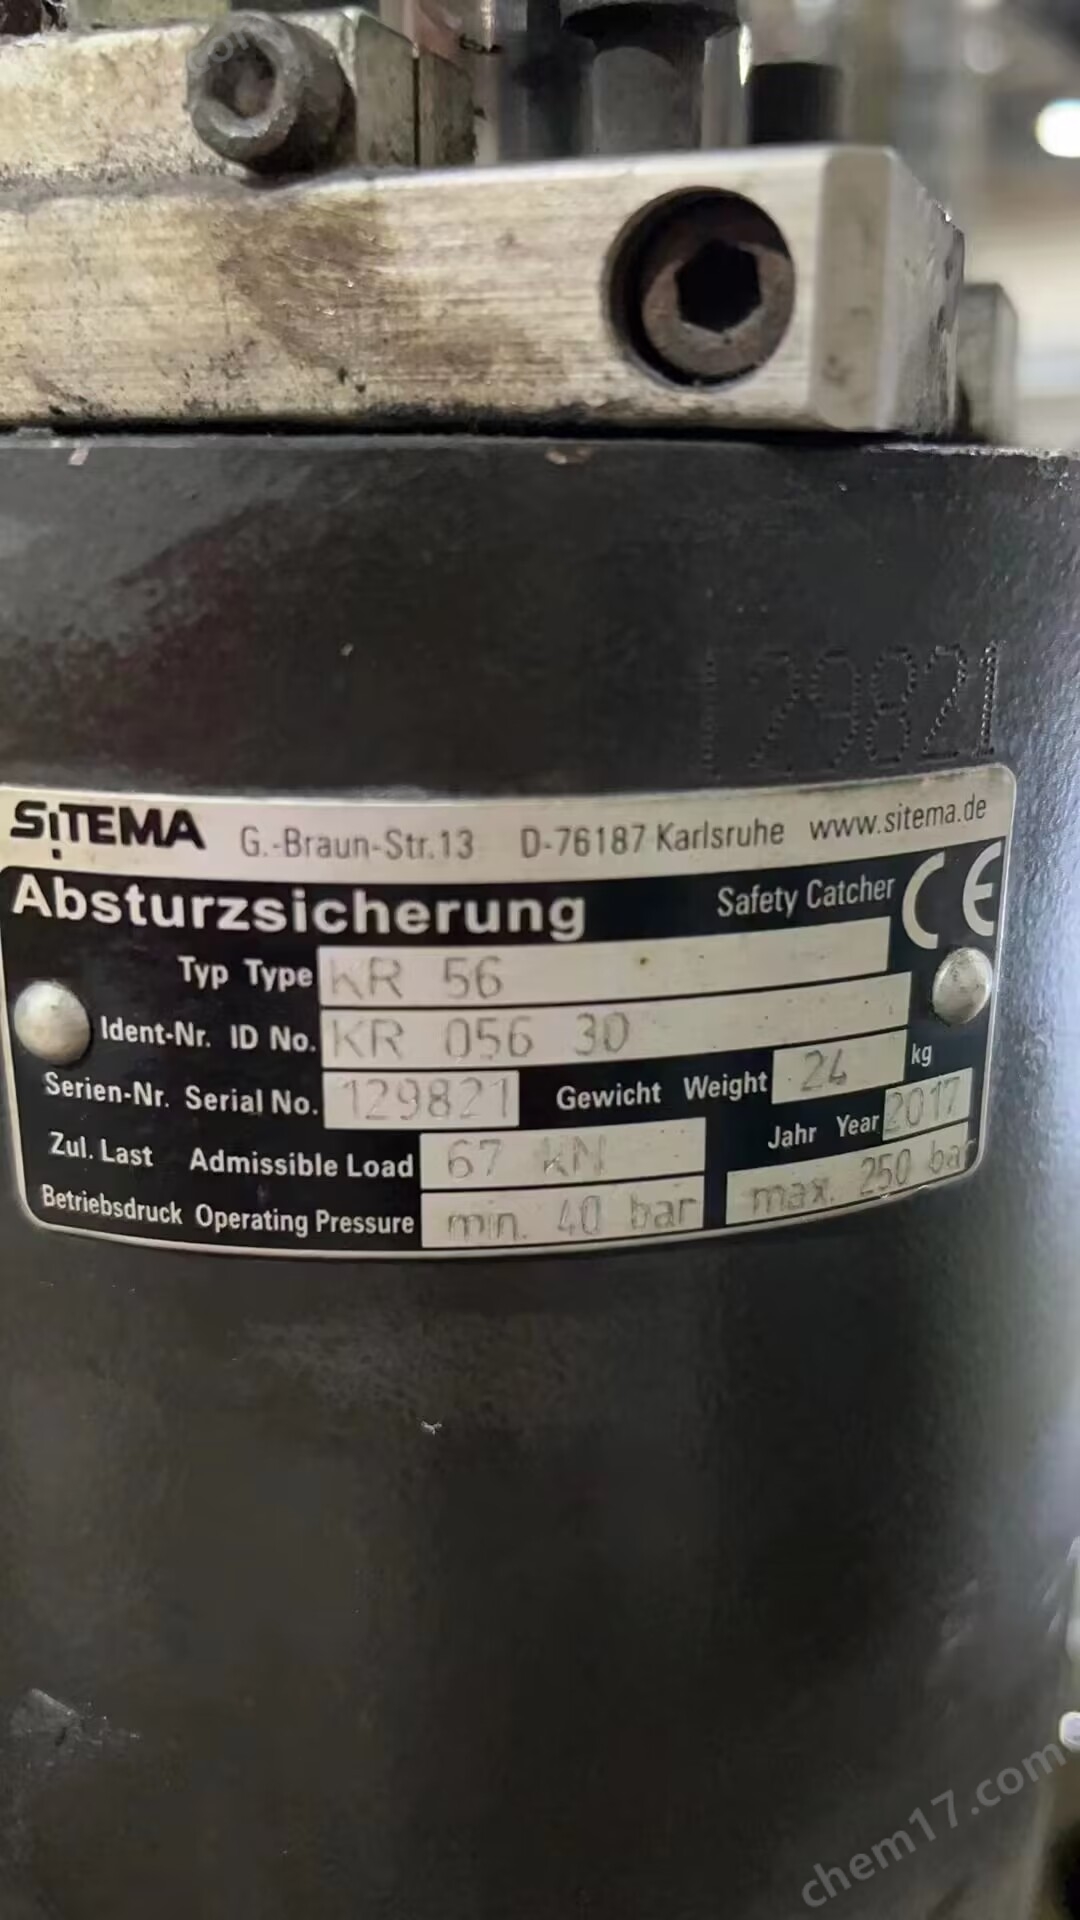 129821
SITEMA G.-Braun-Str.13 D-76187 Karlsruhe www.sitema.de
Absturzsicherung Safety Catcher CE
Typ Type KR 56
Ident-Nr. ID No. KR 056 30
Serien-Nr. Serial No. 129821 Gewicht Weight 24 kg
Zul. Last Admissible Load 67 kN Jahr Year 2017
Betriebsdruck Operating Pressure min. 40 bar max. 250 bar
chem17.com